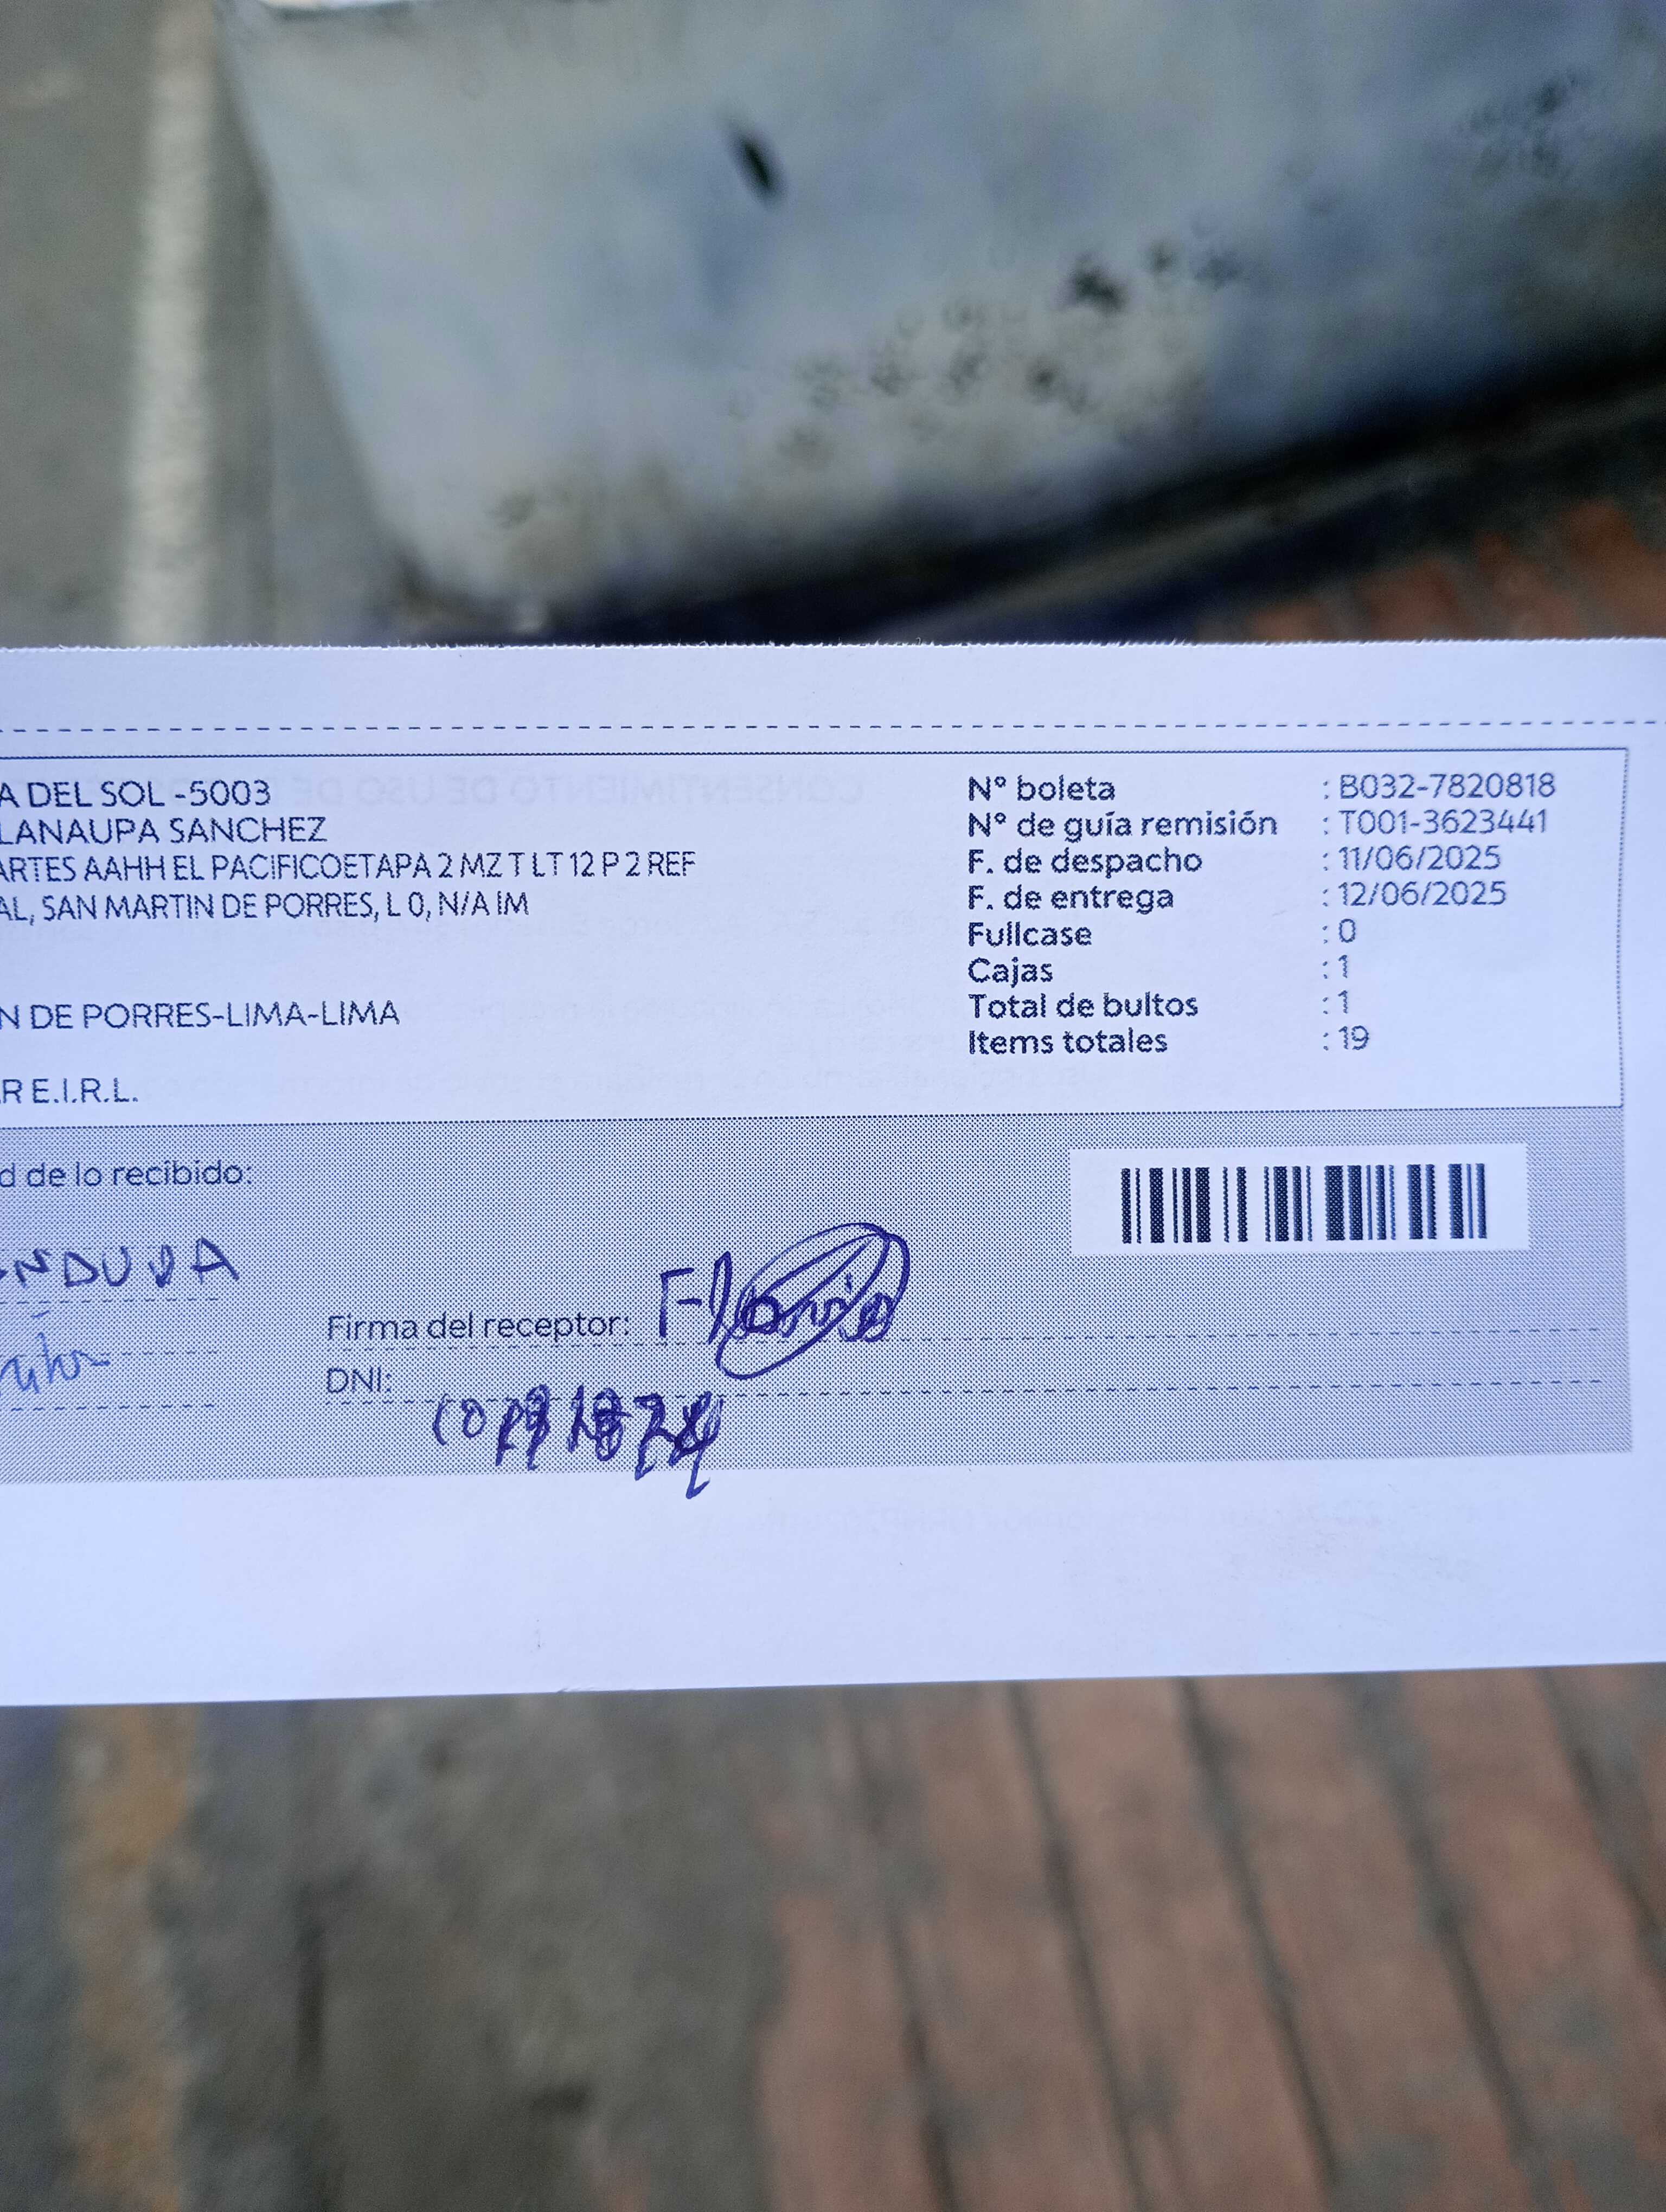 A DEL SOL -5003
LANAUPA SANCHEZ
ARTES AAHH EL PACIFICOETAPA 2 MZ T LT 12 P 2 REF
AL, SAN MARTIN DE PORRES, L 0, N/A IM
N DE PORRES-LIMA-LIMA
R E.I.R.L.
Nº boleta : B032-7820818
Nº de guía remisión : T001-3623441
F. de despacho : 11/06/2025
F. de entrega : 12/06/2025
Fullcase : 0
Cajas : 1
Total de bultos : 1
Items totales : 19
d de lo recibido:
NDURA
Firma del receptor:
DNI: